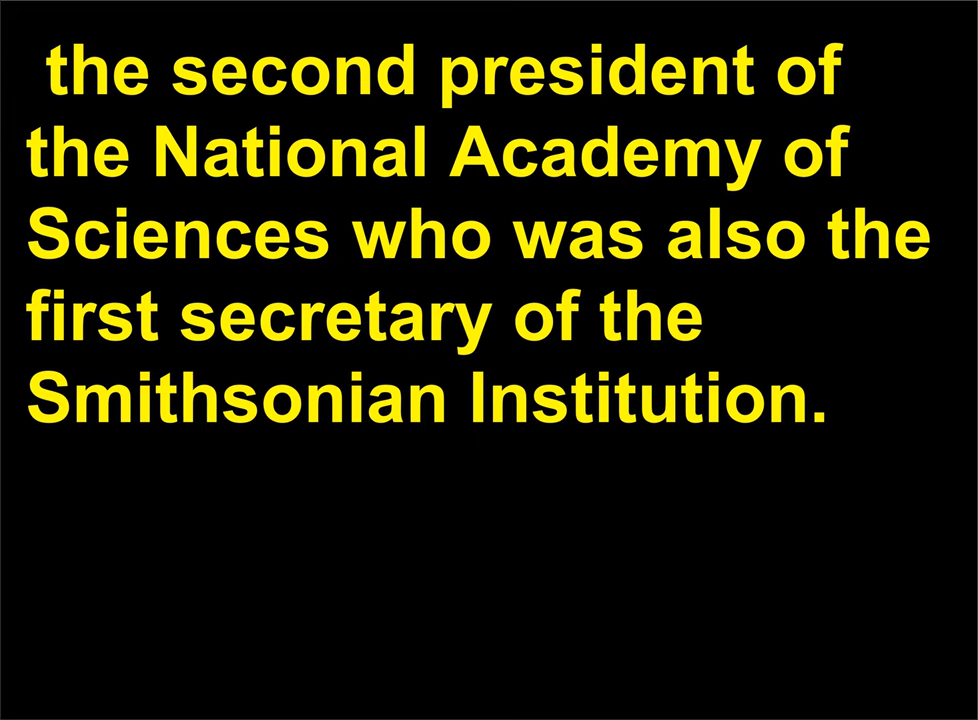 the second president of
the National Academy of
Sciences who was also the
first secretary of the
Smithsonian Institution.